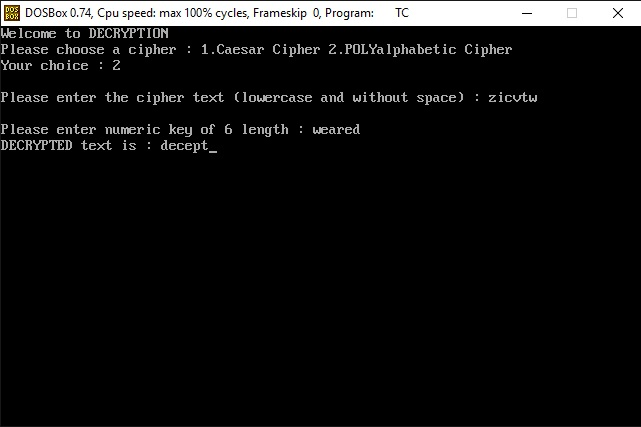 DOSBox 0.74, Cpu speed: max 100% cycles, Frameskip 0, Program: TC
Welcome to DECRYPTION
Please choose a cipher : 1.Caesar Cipher 2.POLYalphabetic Cipher
Your choice : 2
Please enter the cipher text (lowercase and without space) : zicvtw
Please enter numeric key of 6 length : weared
DECRYPTED text is : decept_